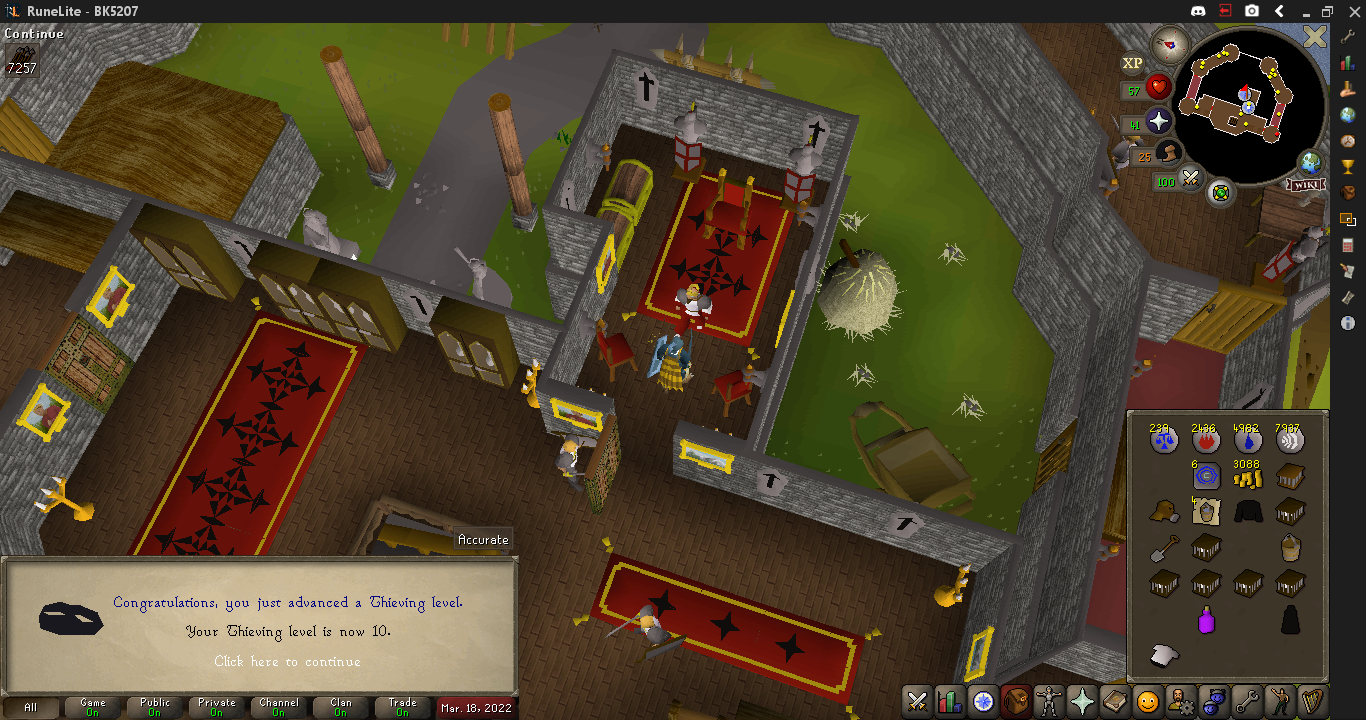 RuneLite - BK5207
Continue
7257
XP
57
41
25
100
WIKI
239
2436
4982
7937
6
3088
4
Accurate
Congratulations, you just advanced a Thieving level.
Your Thieving level is now 10.
Click here to continue
All
Game
On
Public
On
Private
On
Channel
On
Clan
On
Trade
On
Mar. 18, 2022